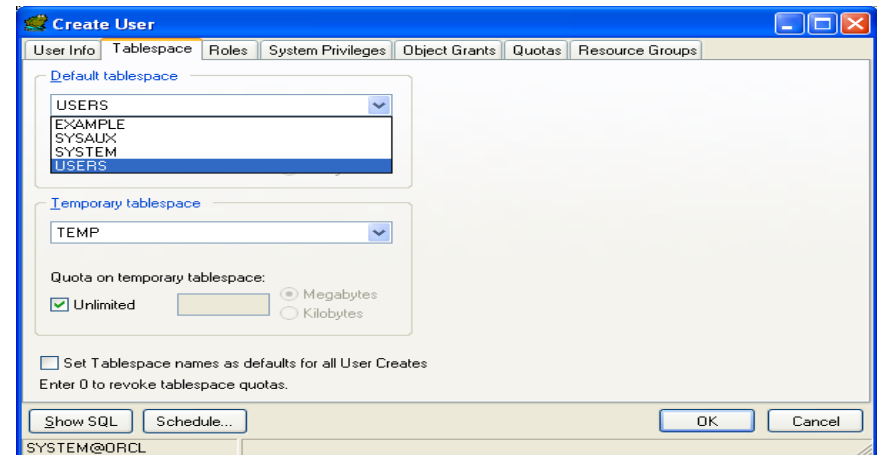 Create User
User Info Tablespace Roles System Privileges Object Grants Quotas Resource Groups
Default tablespace
USERS
EXAMPLE
SYSAUX
SYSTEM
USERS
Temporary tablespace
TEMP
Quota on temporary tablespace:
Unlimited
Megabytes
Kilobytes
Set Tablespace names as defaults for all User Creates
Enter 0 to revoke tablespace quotas.
Show SQL Schedule... OK Cancel
SYSTEM@ORCL